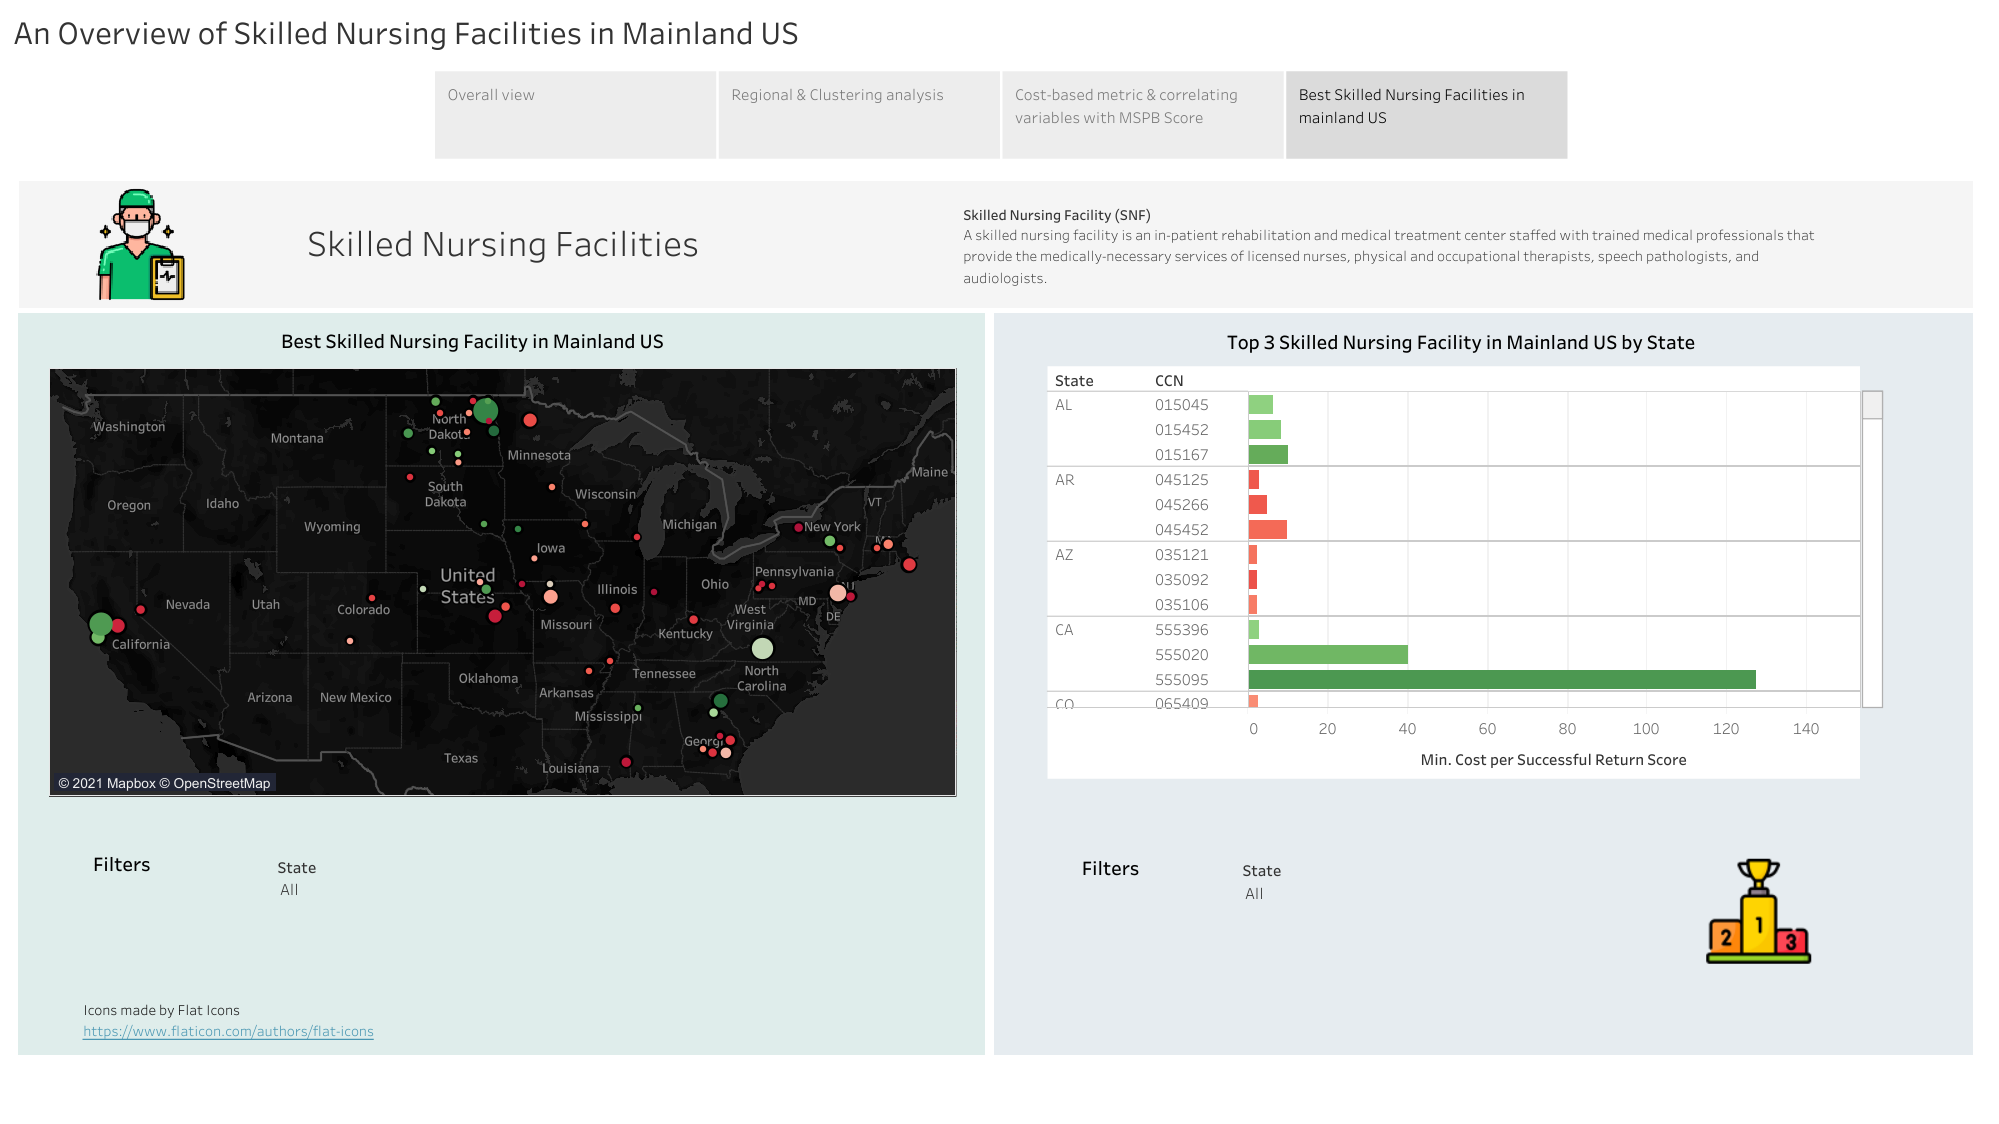 An Overview of Skilled Nursing Facilities in Mainland US
Overall view
Regional & Clustering analysis
Cost-based metric & correlating
variables with MSPB Score
Best Skilled Nursing Facilities in
mainland US
Skilled Nursing Facilities
Skilled Nursing Facility (SNF)
A skilled nursing facility is an in-patient rehabilitation and medical treatment center staffed with trained medical professionals that
provide the medically-necessary services of licensed nurses, physical and occupational therapists, speech pathologists, and
audiologists.
Best Skilled Nursing Facility in Mainland US
Washington
Montana
North
Dakota
Minnesota
Maine
Oregon
Idaho
South
Dakota
Wisconsin
VT
Wyoming
Michigan
New York
Iowa
United
States
Pennsylvania
Nevada
Utah
Colorado
Illinois
Ohio
MD
West
Virginia
DE
California
Missouri
Kentucky
Arizona
New Mexico
Oklahoma
Tennessee
North
Carolina
Arkansas
Mississippi
Georgi
Texas
Louisiana
© 2021 Mapbox © OpenStreetMap
Filters
State
All
Icons made by Flat Icons
https://www.flaticon.com/authors/flat-icons
Top 3 Skilled Nursing Facility in Mainland US by State
State CCN
AL 015045
015452
015167
AR 045125
045266
045452
AZ 035121
035092
035106
CA 555396
555020
555095
CO 065409
0 20 40 60 80 100 120 140
Min. Cost per Successful Return Score
Filters
State
All
2 1 3